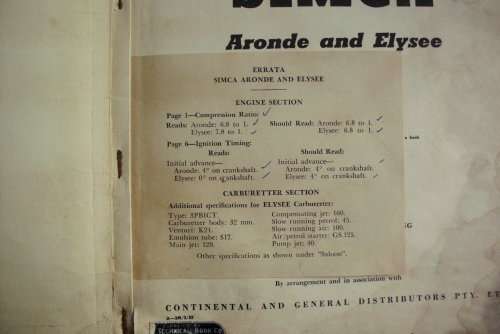 SIMCA
Aronde and Elysee
ERRATA
SIMCA ARONDE AND ELYSEE
ENGINE SECTION
Page 1—Compression Ratio:
Reads: Aronde: 6.8 to 1. Should Read: Aronde: 6.8 to 1.
Elysee: 7.8 to 1. Elysee: 6.8 to 1.
Page 6—Ignition Timing:
Reads: Should Read:
Initial advance— Initial advance—
Aronde: 4° on crankshaft. Aronde: 4° on crankshaft.
Elysee: 0° on crankshaft. Elysee: 4° on crankshaft.
CARBURETTER SECTION
Additional specifications for ELYSEE Carburetter:
Type: 32PBICT Compensating jet: 160.
Carburetter body: 32 mm. Slow running petrol: 45.
Venturi: K24. Slow running air: 100.
Emulsion tube: S17. Air/petrol starter: GS 125.
Main jet: 120. Pump jet: 40.
Other specifications as shown under "Saloon".
By arrangement and in association with
CONTINENTAL AND GENERAL DISTRIBUTORS PTY.
TECHNICAL BOOK